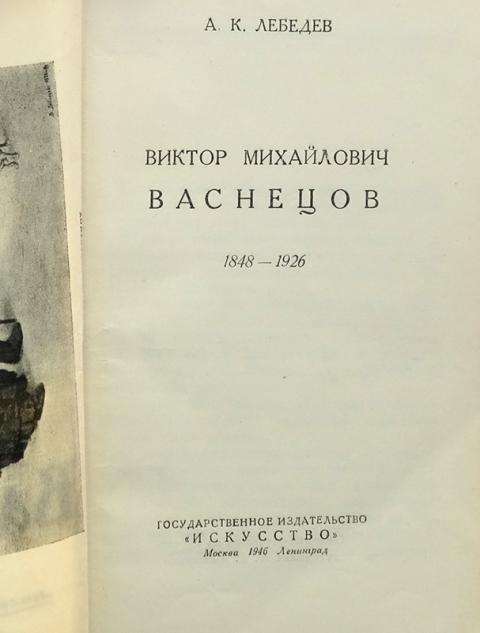 А. К. ЛЕБЕДЕВ
ВИКТОР МИХАЙЛОВИЧ
ВАСНЕЦОВ
1848 — 1926
ГОСУДАРСТВЕННОЕ ИЗДАТЕЛЬСТВО
«ИСКУССТВО»
Москва 1946 Ленинград